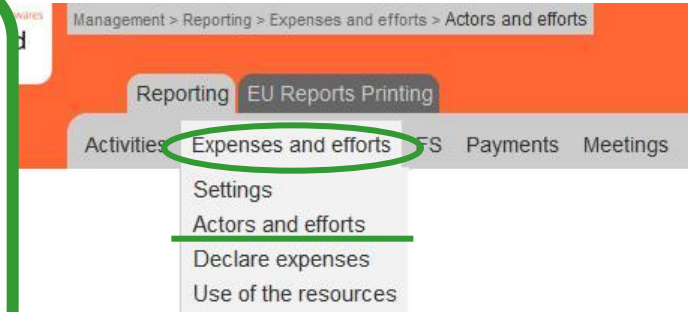 wares
d
Management > Reporting > Expenses and efforts > Actors and efforts
Reporting EU Reports Printing
Activities Expenses and efforts FS Payments Meetings
Settings
Actors and efforts
Declare expenses
Use of the resources